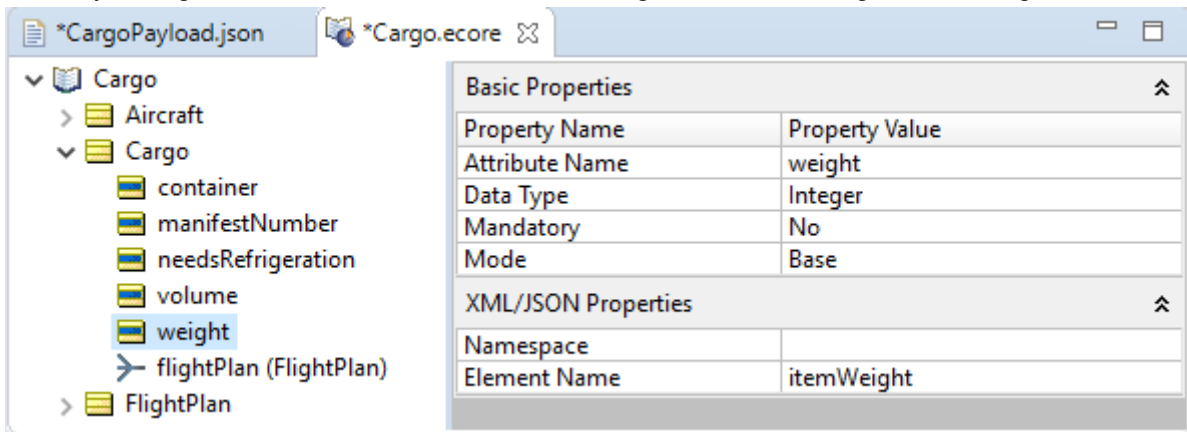 *CargoPayload.json
*Cargo.ecore
Cargo
Aircraft
Cargo
container
manifestNumber
needsRefrigeration
volume
weight
flightPlan (FlightPlan)
FlightPlan
Basic Properties
Property Name Property Value
Attribute Name weight
Data Type Integer
Mandatory No
Mode Base
XML/JSON Properties
Namespace
Element Name itemWeight